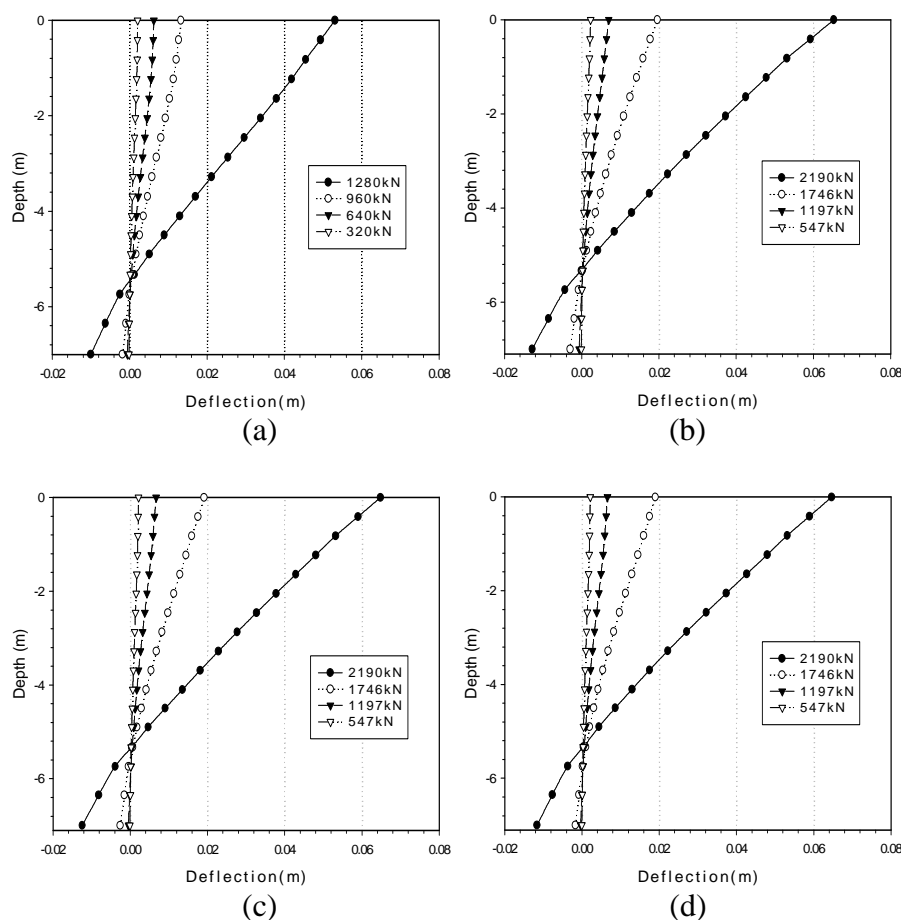 0
-2
-4
-6
Depth (m)
1280kN
960kN
640kN
320kN
-0.02 0.00 0.02 0.04 0.06 0.08
Deflection(m)
(a)
0
-2
-4
-6
Depth (m)
2190kN
1746kN
1197kN
547kN
-0.02 0.00 0.02 0.04 0.06 0.08
Deflection(m)
(b)
0
-2
-4
-6
Depth (m)
2190kN
1746kN
1197kN
547kN
-0.02 0.00 0.02 0.04 0.06 0.08
Deflection(m)
(c)
0
-2
-4
-6
Depth (m)
2190kN
1746kN
1197kN
547kN
-0.02 0.00 0.02 0.04 0.06 0.08
Deflection(m)
(d)